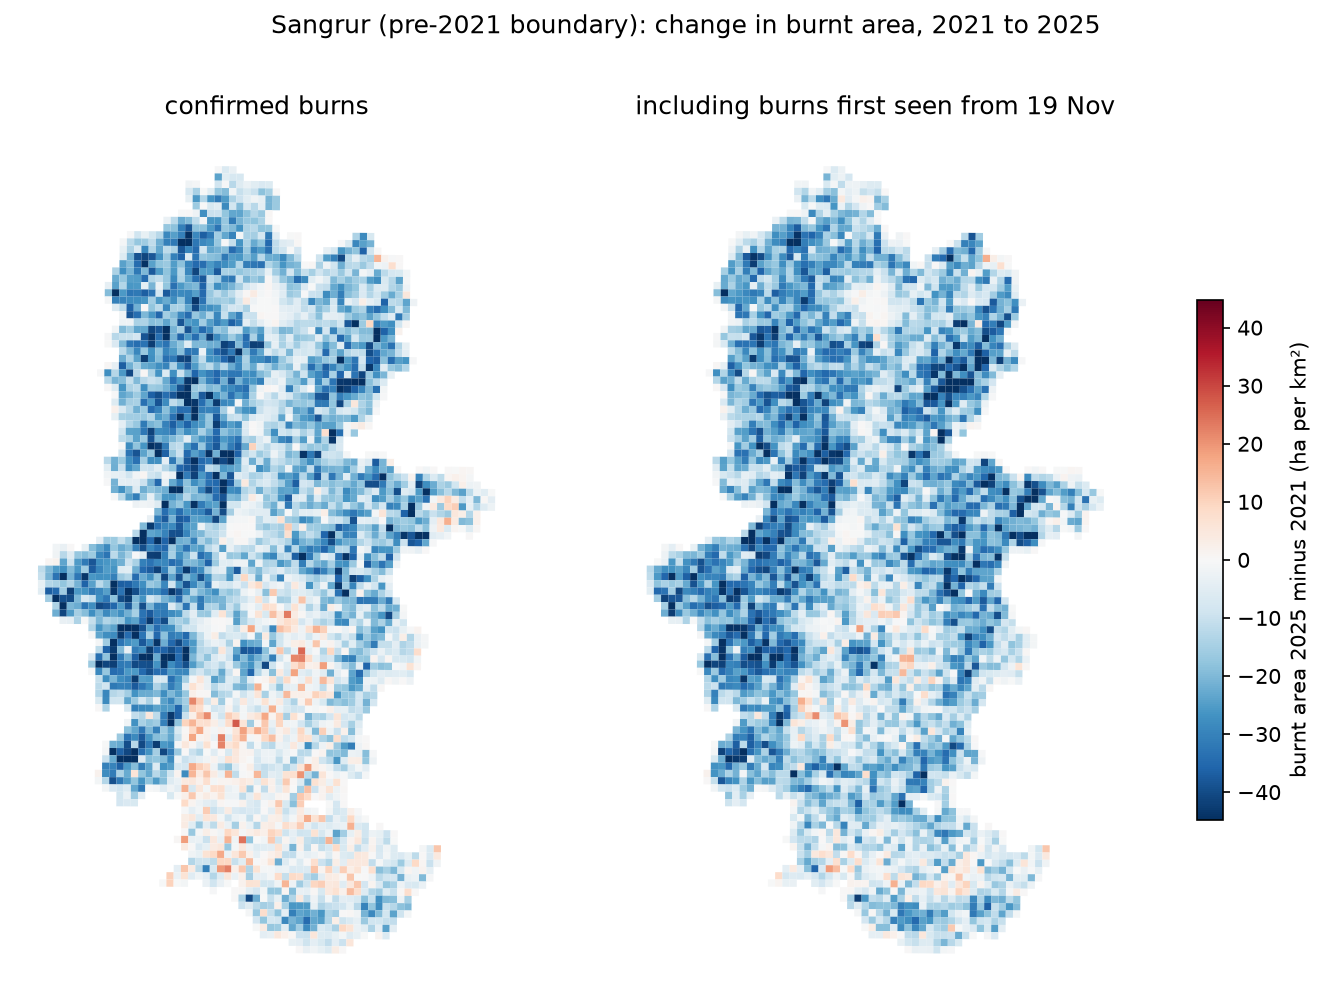 Sangrur (pre-2021 boundary): change in burnt area, 2021 to 2025
confirmed burns
including burns first seen from 19 Nov
40
30
20
10
0
−10
−20
−30
−40
burnt area 2025 minus 2021 (ha per km²)